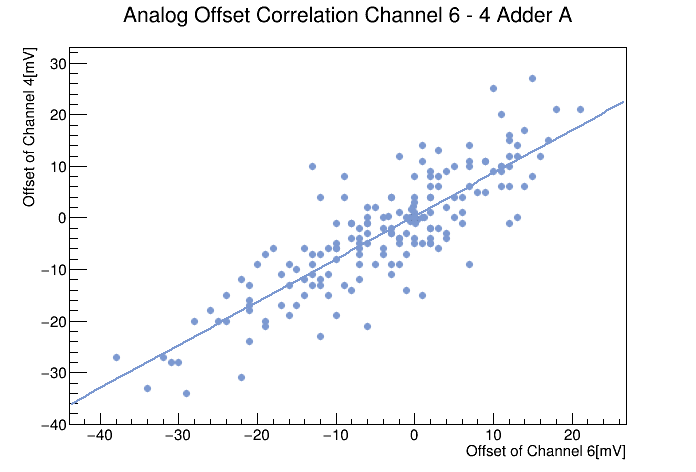 Analog Offset Correlation Channel 6 - 4 Adder A
Offset of Channel 4[mV]
30
20
10
0
−10
−20
−30
−40
−40 −30 −20 −10 0 10 20
Offset of Channel 6[mV]